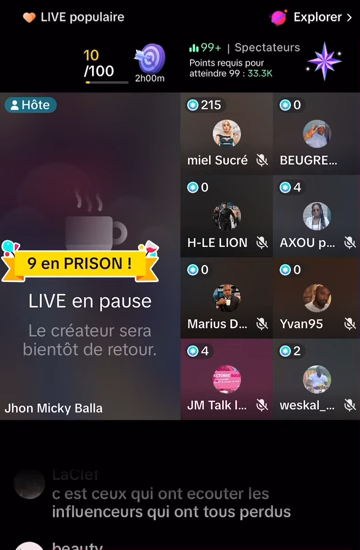 LIVE populaire
Explorer >
10
/100
2h00m
99+ | Spectateurs
Points requis pour
atteindre 99 : 33.3K
Hôte
215
0
miel Sucré
BEUGRE...
0
4
H-LE LION
AXOU p...
9 en PRISON !
LIVE en pause
Le créateur sera
bientôt de retour.
0
0
Marius D...
Yvan95
4
2
JM Talk l...
weskal_...
Jhon Micky Balla
LaClef
c est ceux qui ont ecouter les
influenceurs qui ont tous perdus
beauty